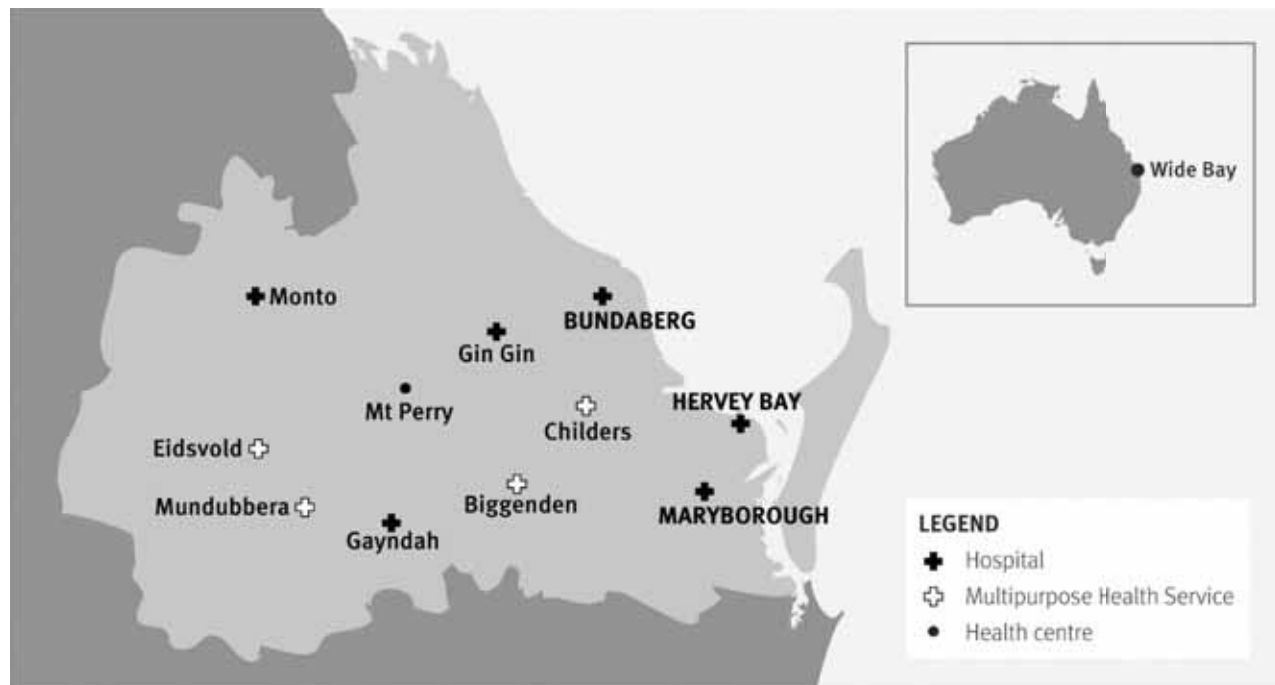 Wide Bay
Monto
BUNDABERG
Gin Gin
Mt Perry
HERVEY BAY
Childers
Eidsvold
Mundubbera
Biggenden
MARYBOROUGH
Gayndah
LEGEND
Hospital
Multipurpose Health Service
Health centre